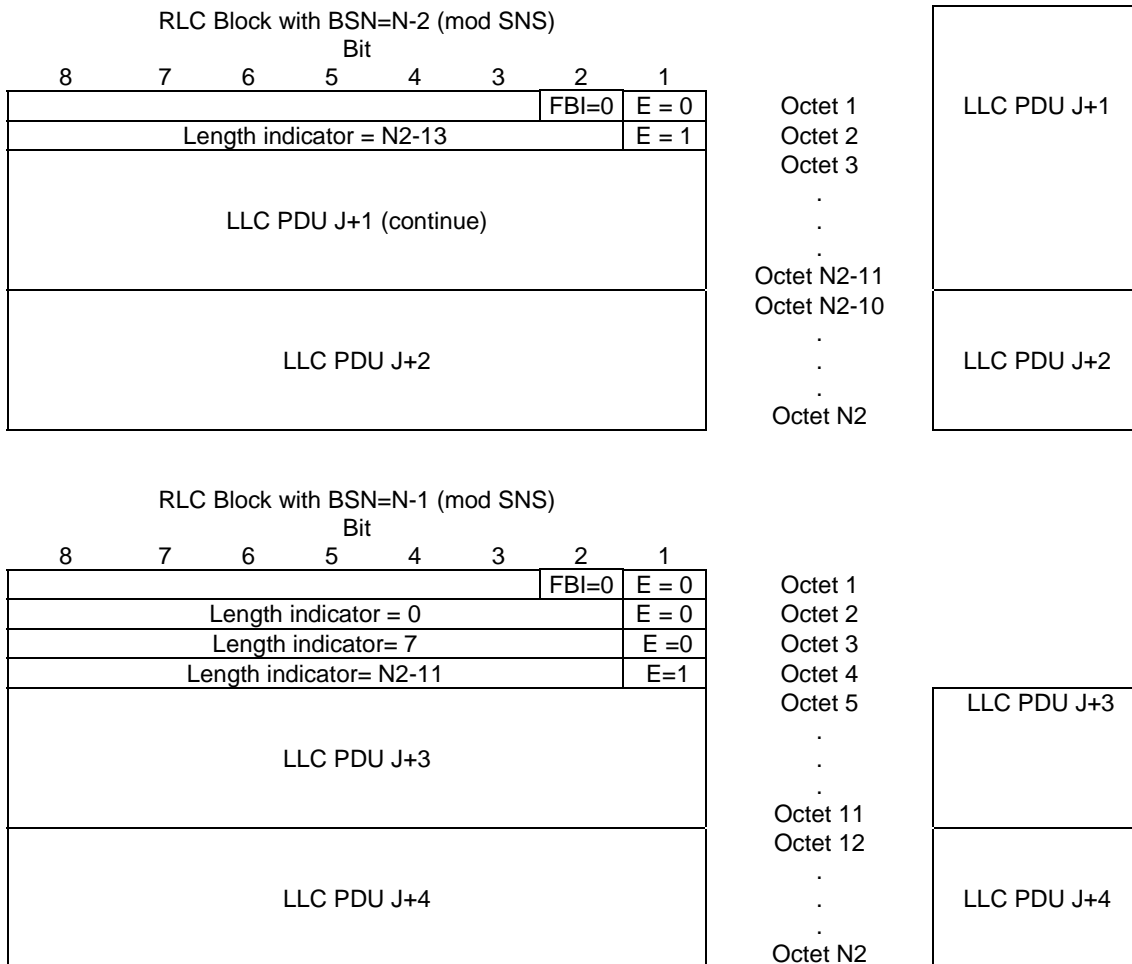 RLC Block with BSN=N-2 (mod SNS)
Bit
8 7 6 5 4 3 2 1
FBI=0 E = 0 Octet 1 LLC PDU J+1
Length indicator = N2-13 E = 1 Octet 2
Octet 3
.
LLC PDU J+1 (continue) .
.
Octet N2-11
Octet N2-10
.
LLC PDU J+2 . LLC PDU J+2
.
Octet N2
RLC Block with BSN=N-1 (mod SNS)
Bit
8 7 6 5 4 3 2 1
FBI=0 E = 0 Octet 1
Length indicator = 0 E = 0 Octet 2
Length indicator= 7 E =0 Octet 3
Length indicator= N2-11 E=1 Octet 4
Octet 5 LLC PDU J+3
.
LLC PDU J+3 .
.
Octet 11
Octet 12
.
LLC PDU J+4 . LLC PDU J+4
.
Octet N2